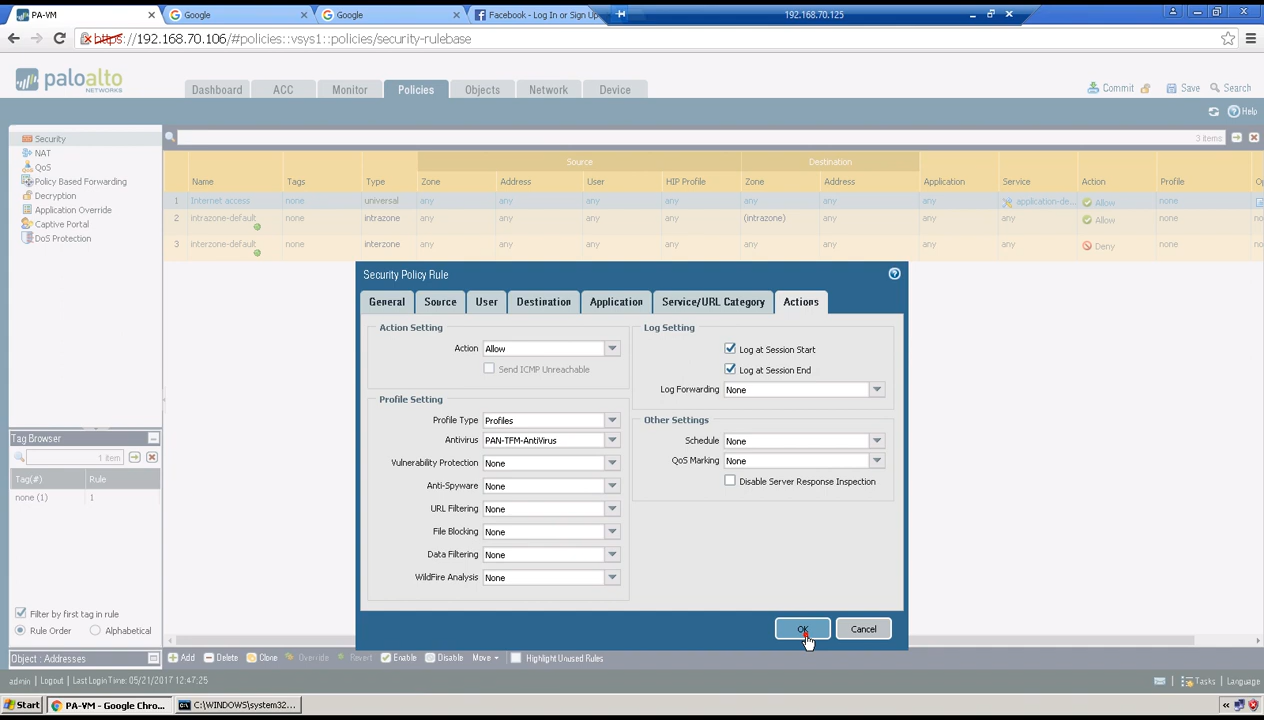 PA-VM
Google
Google
Facebook - Log In or Sign Up
192.168.70.125
https://192.168.70.106/#policies::vsys1::policies/security-rulebase
paloalto
NETWORKS
Dashboard ACC Monitor Policies Objects Network Device
Commit Save Search
Help
Security
NAT
QoS
Policy Based Forwarding
Decryption
Application Override
Captive Portal
DoS Protection
3 items
Source Destination
Name Tags Type Zone Address User HIP Profile Zone Address Application Service Action Profile Op
1 Internet access none universal any any any any any any any application-de... Allow none
2 intrazone-default none intrazone any any any any (intrazone) any any any Allow none no
3 interzone-default none interzone any any any any any any any any Deny none no
Security Policy Rule
General Source User Destination Application Service/URL Category Actions
Action Setting
Action Allow
Send ICMP Unreachable
Profile Setting
Profile Type Profiles
Antivirus PAN-TFM-AntiVirus
Vulnerability Protection None
Anti-Spyware None
URL Filtering None
File Blocking None
Data Filtering None
WildFire Analysis None
Log Setting
Log at Session Start
Log at Session End
Log Forwarding None
Other Settings
Schedule None
QoS Marking None
Disable Server Response Inspection
OK Cancel
Tag Browser
1 item
Tag(#) Rule
none (1) 1
Filter by first tag in rule
Rule Order Alphabetical
Object : Addresses
Add Delete Clone Override Revert Enable Disable Move Highlight Unused Rules
admin | Logout | Last Login Time: 05/21/2017 12:47:25
Tasks | Language
Start PA-VM - Google Chro... C:\WINDOWS\system32...